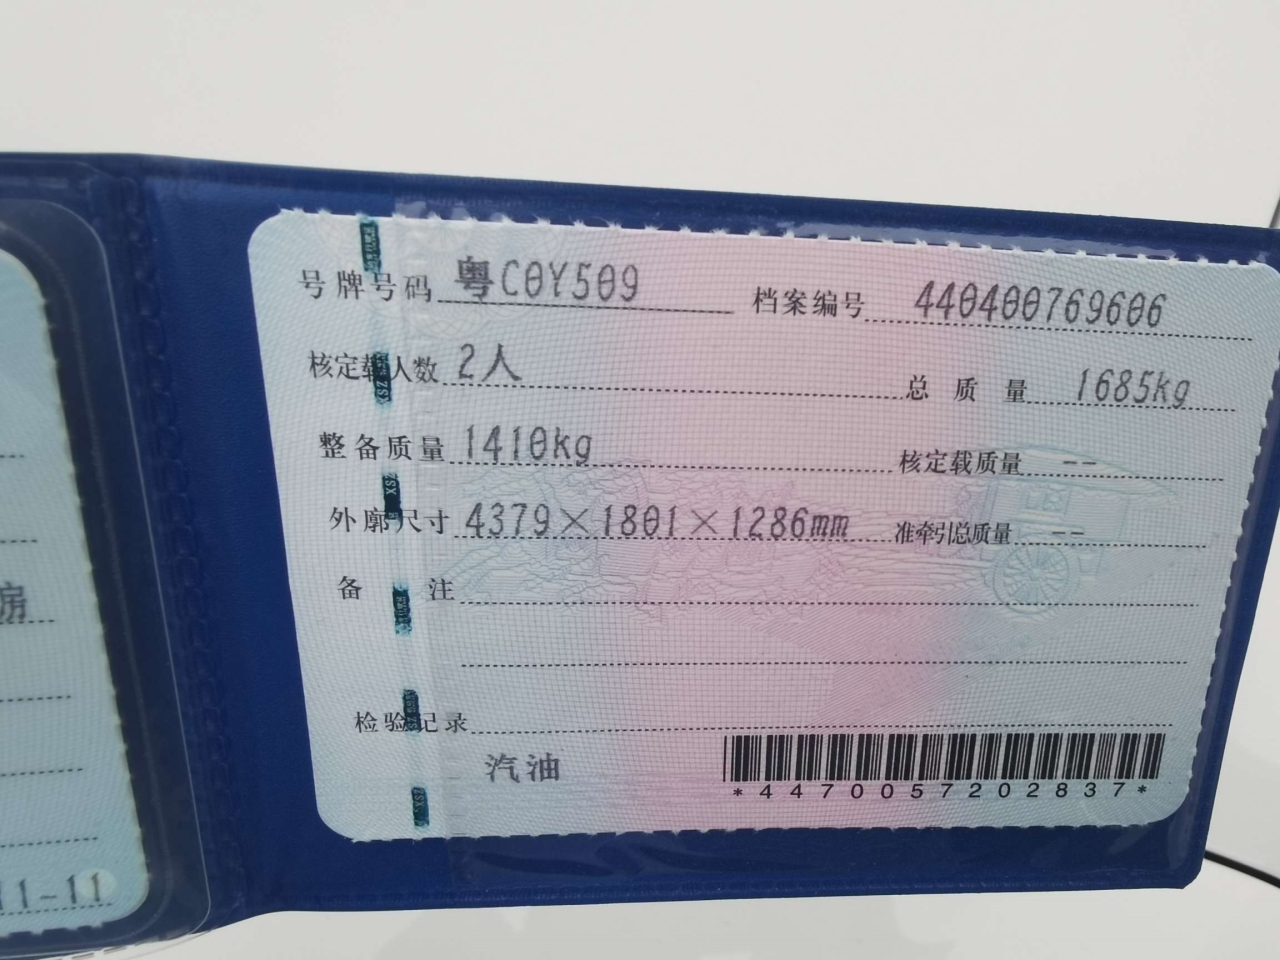 号牌号码 粤C0Y509 档案编号 440400769606
核定载人数 2人 总质量 1685kg
整备质量 1410kg 核定载质量 --
外廓尺寸 4379×1801×1286mm 准牵引总质量 --
备注
检验记录
汽油
*4470057202837*
房
11-11